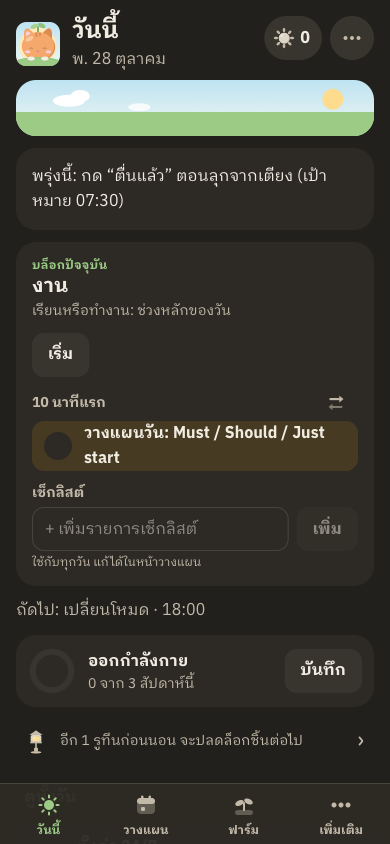 วันนี้
พ. 28 ตุลาคม
0
พรุ่งนี้: กด “ตื่นแล้ว” ตอนลุกจากเตียง (เป้า
หมาย 07:30)
บล็อกปัจจุบัน
งาน
เรียนหรือทำงาน: ช่วงหลักของวัน
เริ่ม
10 นาทีแรก
วางแผนวัน: Must / Should / Just
start
เช็กลิสต์
+ เพิ่มรายการเช็กลิสต์
เพิ่ม
ใช้กับทุกวัน แก้ได้ในหน้าวางแผน
ถัดไป: เปลี่ยนโหมด · 18:00
ออกกำลังกาย
0 จาก 3 สัปดาห์นี้
บันทึก
อีก 1 รูทีนก่อนนอน จะปลดล็อกชิ้นต่อไป
วันนี้
วางแผน
ฟาร์ม
เพิ่มเติม